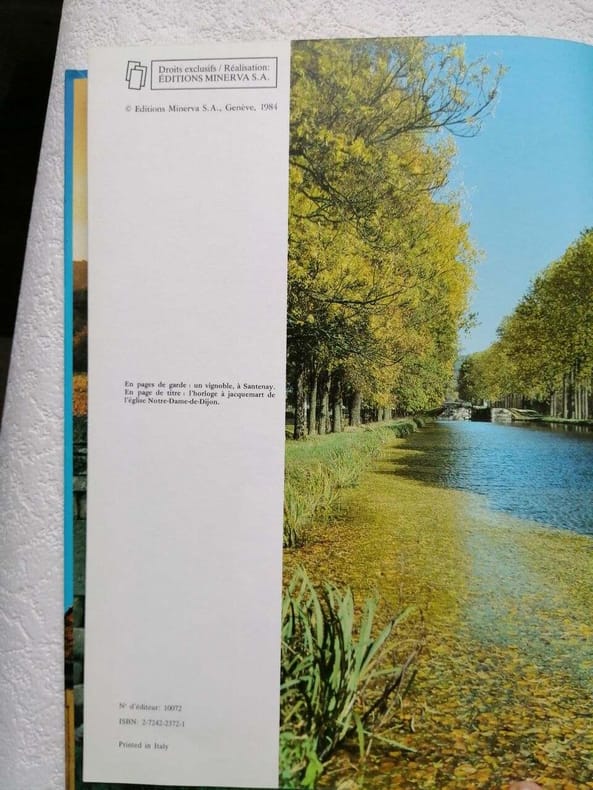 Droits exclusifs / Réalisation:
ÉDITIONS MINERVA S.A.
© Editions Minerva S.A., Genève, 1984
En pages de garde : un vignoble, à Santenay.
En page de titre : l'horloge à jacquemart de
l'église Notre-Dame-de-Dijon.
N° d'éditeur: 10072
ISBN: 2-7242-2372-1
Printed in Italy